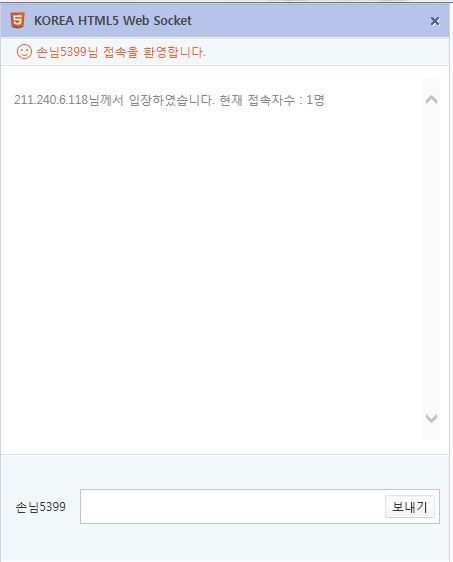 KOREA HTML5 Web Socket
손님5399님 접속을 환영합니다.
211.240.6.118님께서 입장하였습니다. 현재 접속자수 : 1명
손님5399
보내기